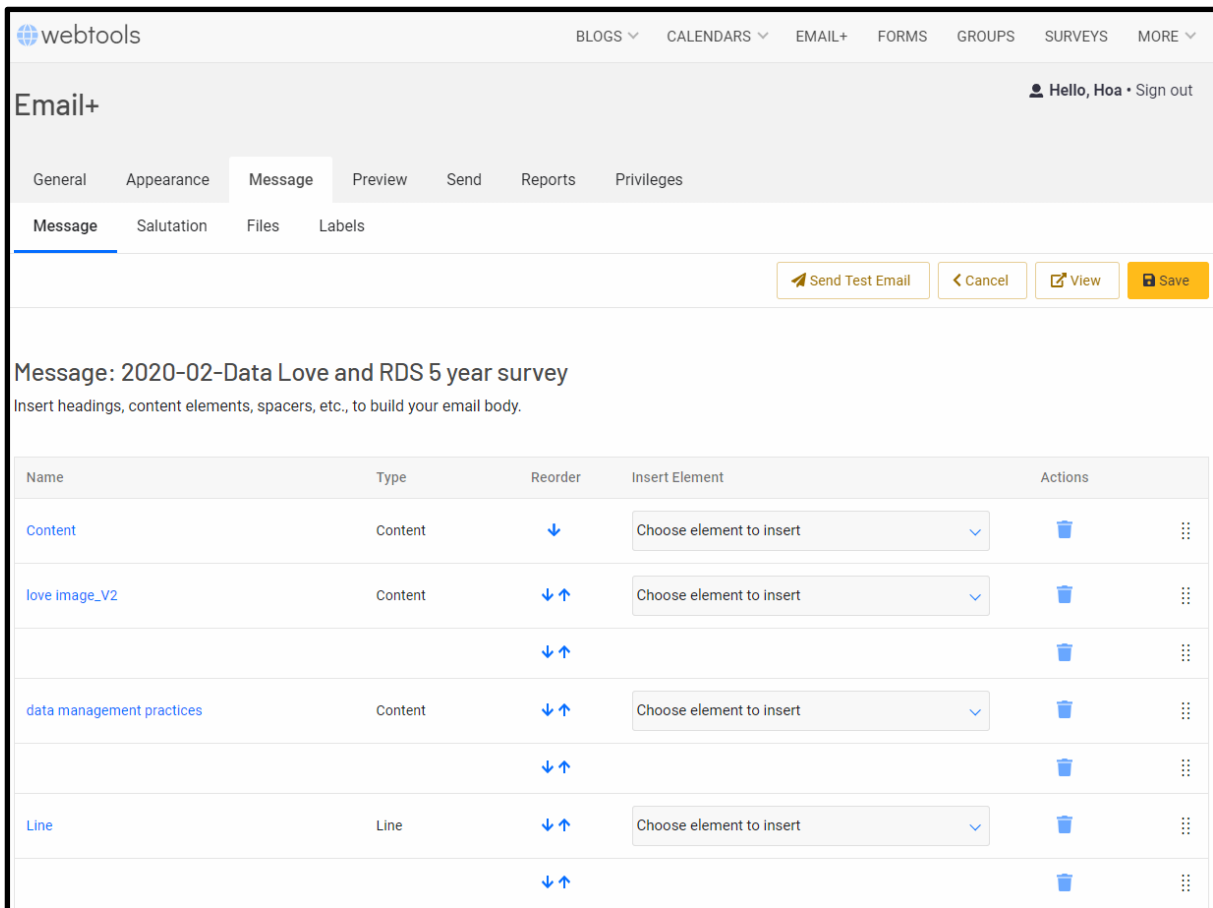 webtools BLOGS CALENDARS EMAIL+ FORMS GROUPS SURVEYS MORE
Hello, Hoa • Sign out
Email+
General Appearance Message Preview Send Reports Privileges
Message Salutation Files Labels
Send Test Email Cancel View Save
Message: 2020-02-Data Love and RDS 5 year survey
Insert headings, content elements, spacers, etc., to build your email body.
Name Type Reorder Insert Element Actions
Content Content Choose element to insert
love image_V2 Content Choose element to insert
data management practices Content Choose element to insert
Line Line Choose element to insert